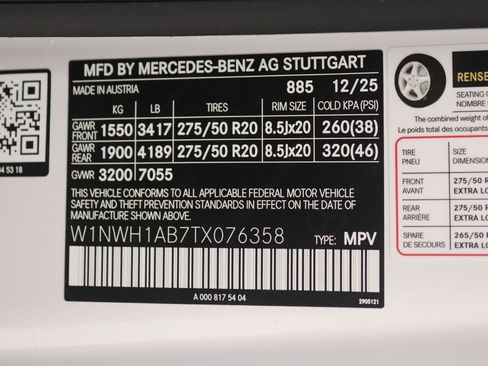 MFD BY MERCEDES-BENZ AG STUTTGART
MADE IN AUSTRIA 885 12/25
KG LB TIRES RIM SIZE COLD KPA (PSI)
GAWR FRONT 1550 3417 275/50 R20 8.5Jx20 260(38)
GAWR REAR 1900 4189 275/50 R20 8.5Jx20 320(46)
GVWR 3200 7055
THIS VEHICLE CONFORMS TO ALL APPLICABLE FEDERAL MOTOR VEHICLE
SAFETY AND THEFT PREVENTION STANDARDS IN EFFECT ON THE DATE
OF MANUFACTURE SHOWN ABOVE.
W1NWH1AB7TX076358 TYPE: MPV
A 000 817 54 04
2905121
5318
RENSE
SEATING
NOMBRE
The combined weight of
Le poids total des occupants
TIRE SIZE
PNEU DIMENSION
FRONT 275/50
AVANT EXTRA LO
REAR 275/50
ARRIÈRE EXTRA LO
SPARE 265/50
DE SECOURS EXTRA LO